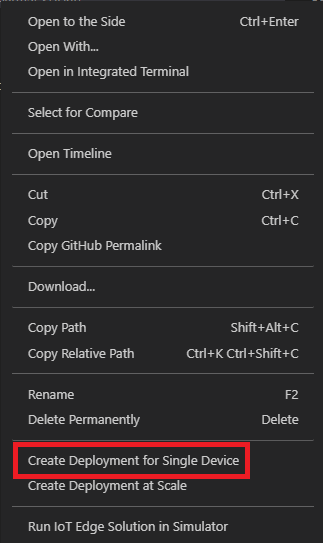 Open to the Side Ctrl+Enter
Open With...
Open in Integrated Terminal
Select for Compare
Open Timeline
Cut Ctrl+X
Copy Ctrl+C
Copy GitHub Permalink
Download...
Copy Path Shift+Alt+C
Copy Relative Path Ctrl+K Ctrl+Shift+C
Rename F2
Delete Permanently Delete
Create Deployment for Single Device
Create Deployment at Scale
Run IoT Edge Solution in Simulator